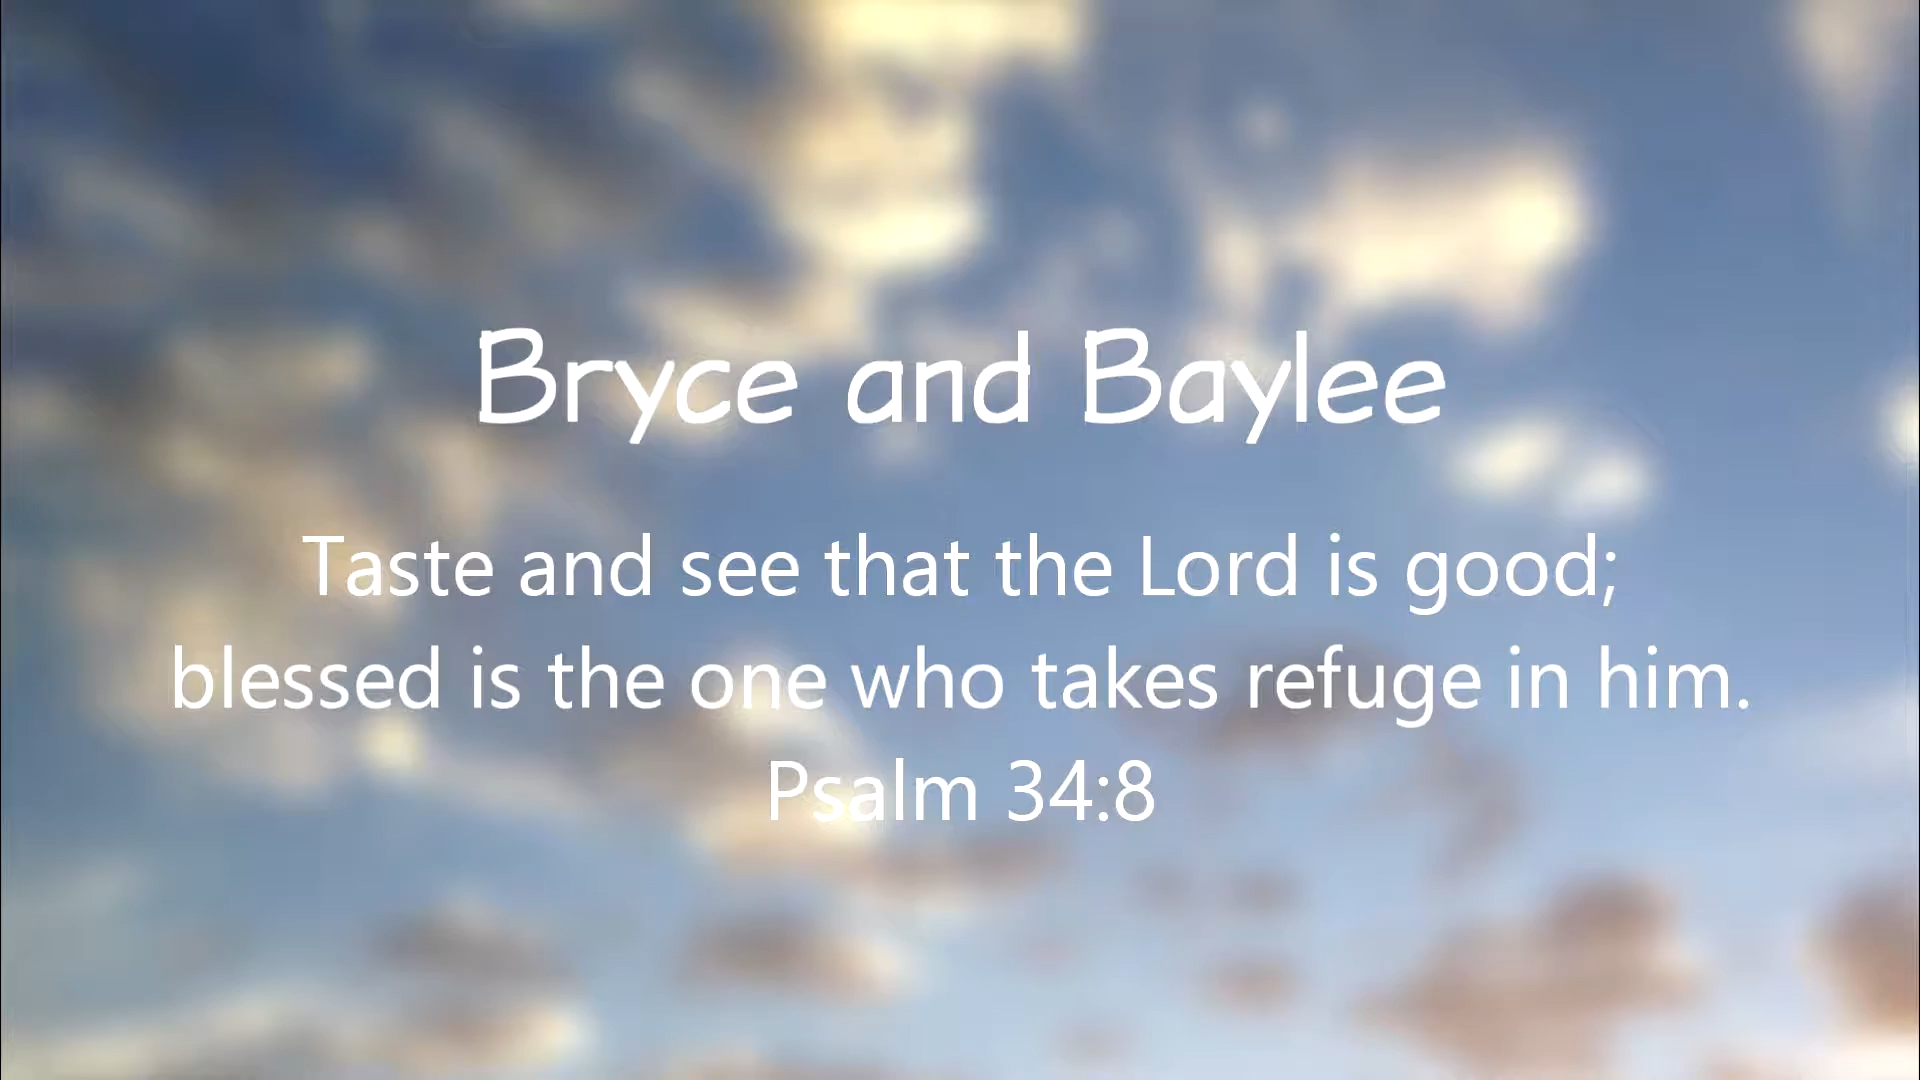 Bryce and Baylee
Taste and see that the Lord is good;
blessed is the one who takes refuge in him.
Psalm 34:8